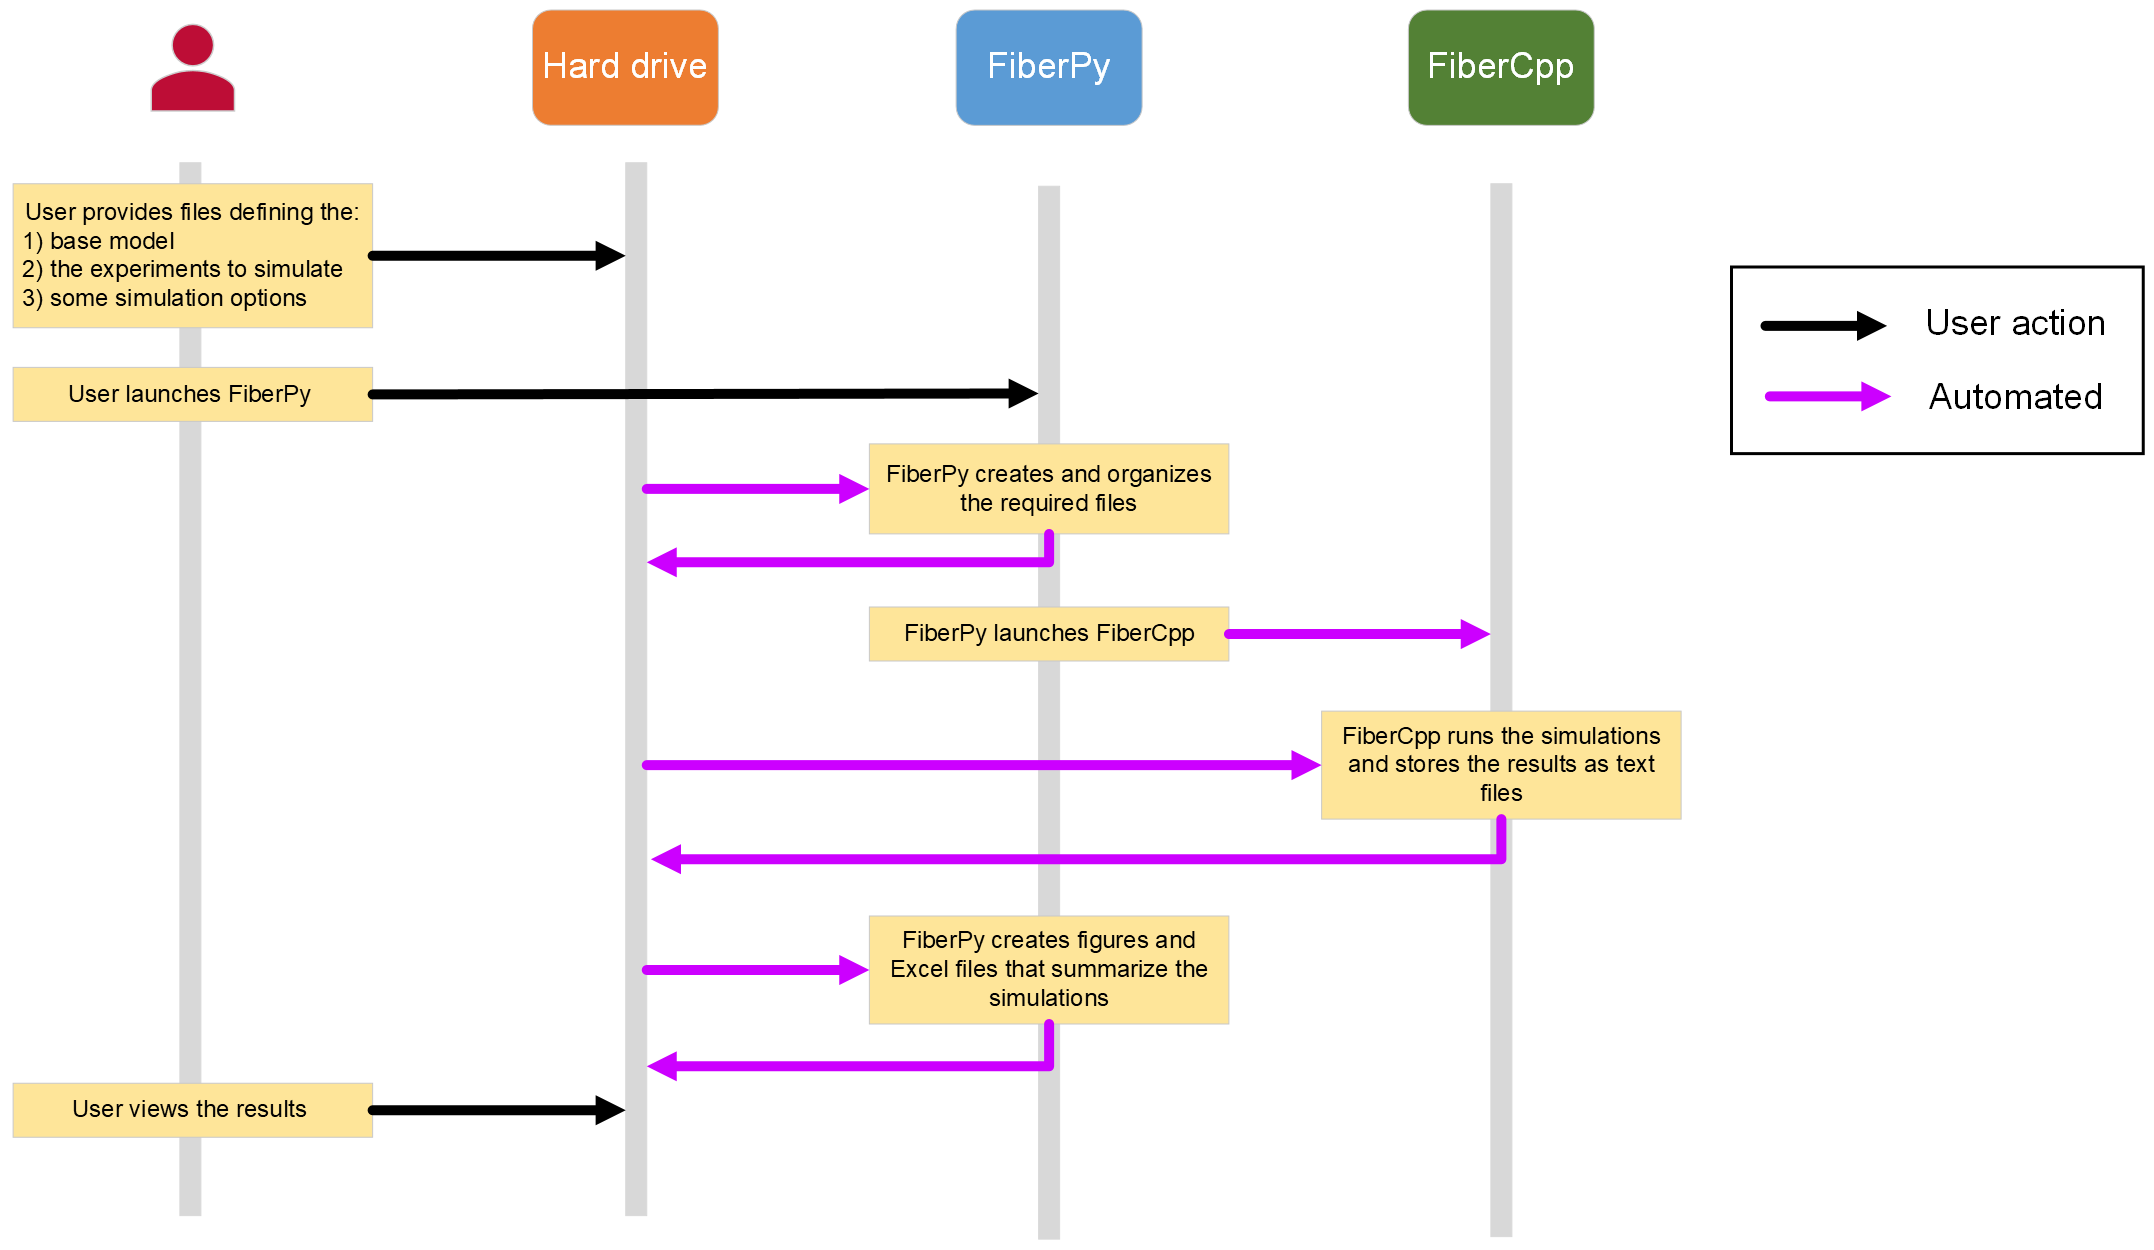 Hard drive
FiberPy
FiberCpp
User provides files defining the:
1) base model
2) the experiments to simulate
3) some simulation options
User action
Automated
User launches FiberPy
FiberPy creates and organizes
the required files
FiberPy launches FiberCpp
FiberCpp runs the simulations
and stores the results as text
files
FiberPy creates figures and
Excel files that summarize the
simulations
User views the results